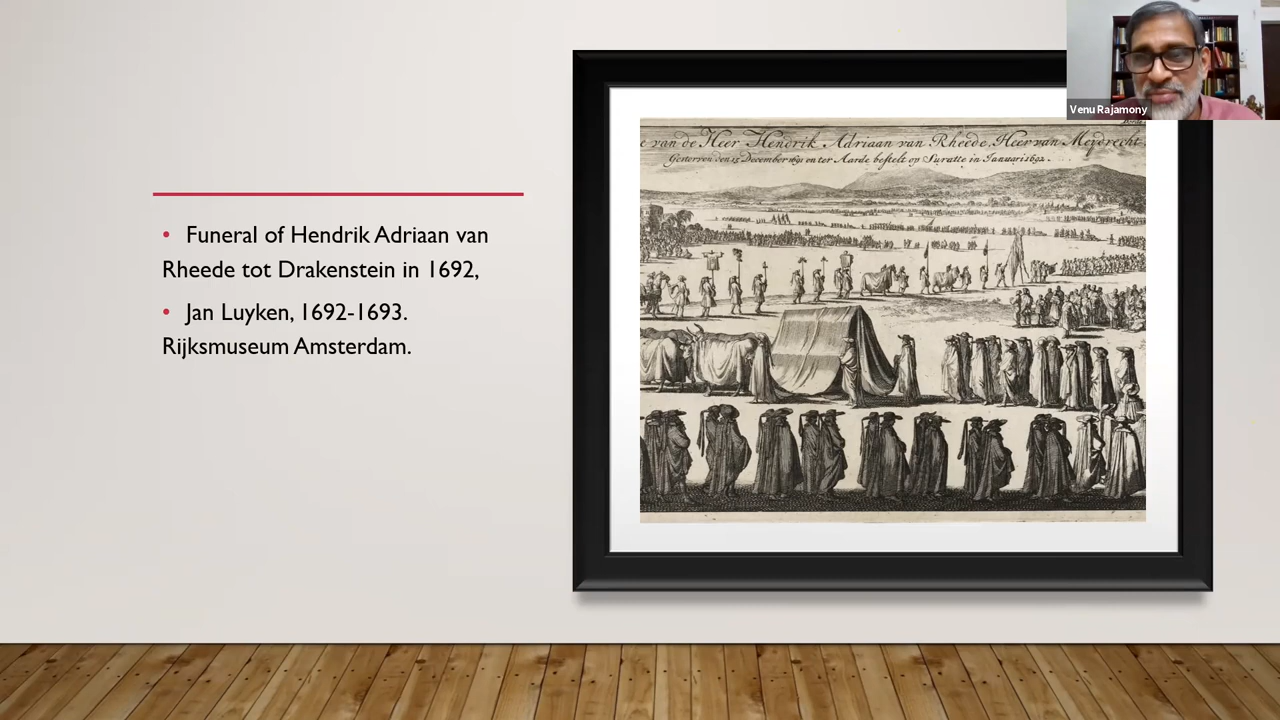 Funeral of Hendrik Adriaan van
Rheede tot Drakenstein in 1692,
Jan Luyken, 1692-1693.
Rijksmuseum Amsterdam.
e van de Heer Hendrik Adriaan van Rheede. Heer van Meydrecht
Gestorven den 15 December 1691 en ter Aarde bestelt op Suratte in Januari 1692.
Venu Rajamony